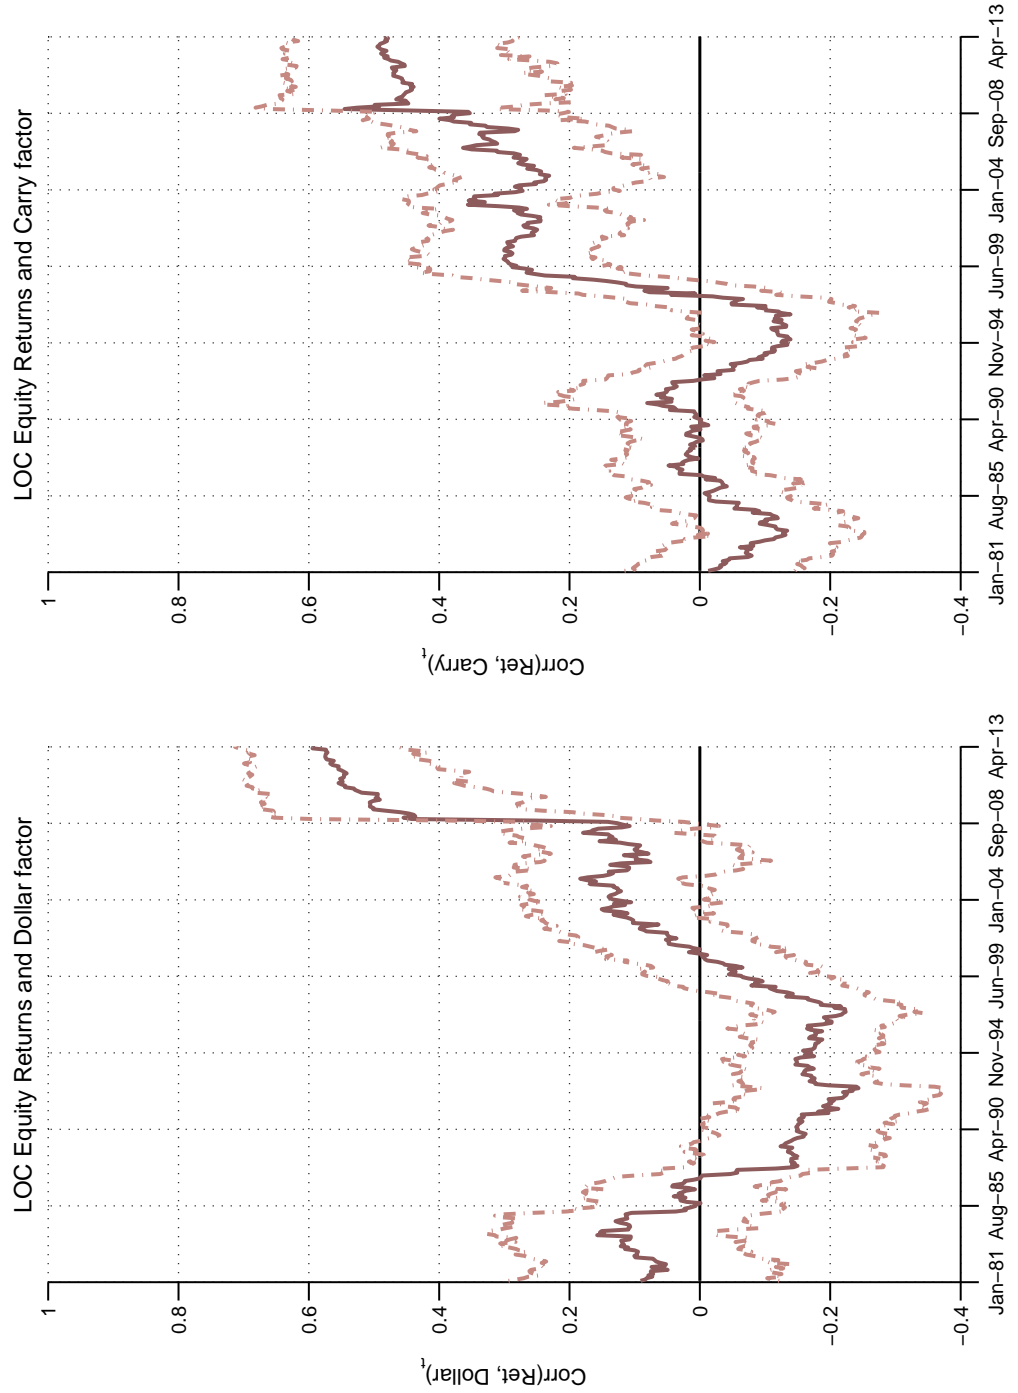 LOC Equity Returns and Dollar factor
1
0.8
0.6
0.4
0.2
0
−0.2
−0.4
Corr(Ret, Dollar)t
Jan−81 Aug−85 Apr−90 Nov−94 Jun−99 Jan−04 Sep−08 Apr−13
LOC Equity Returns and Carry factor
1
0.8
0.6
0.4
0.2
0
−0.2
−0.4
Corr(Ret, Carry)t
Jan−81 Aug−85 Apr−90 Nov−94 Jun−99 Jan−04 Sep−08 Apr−13